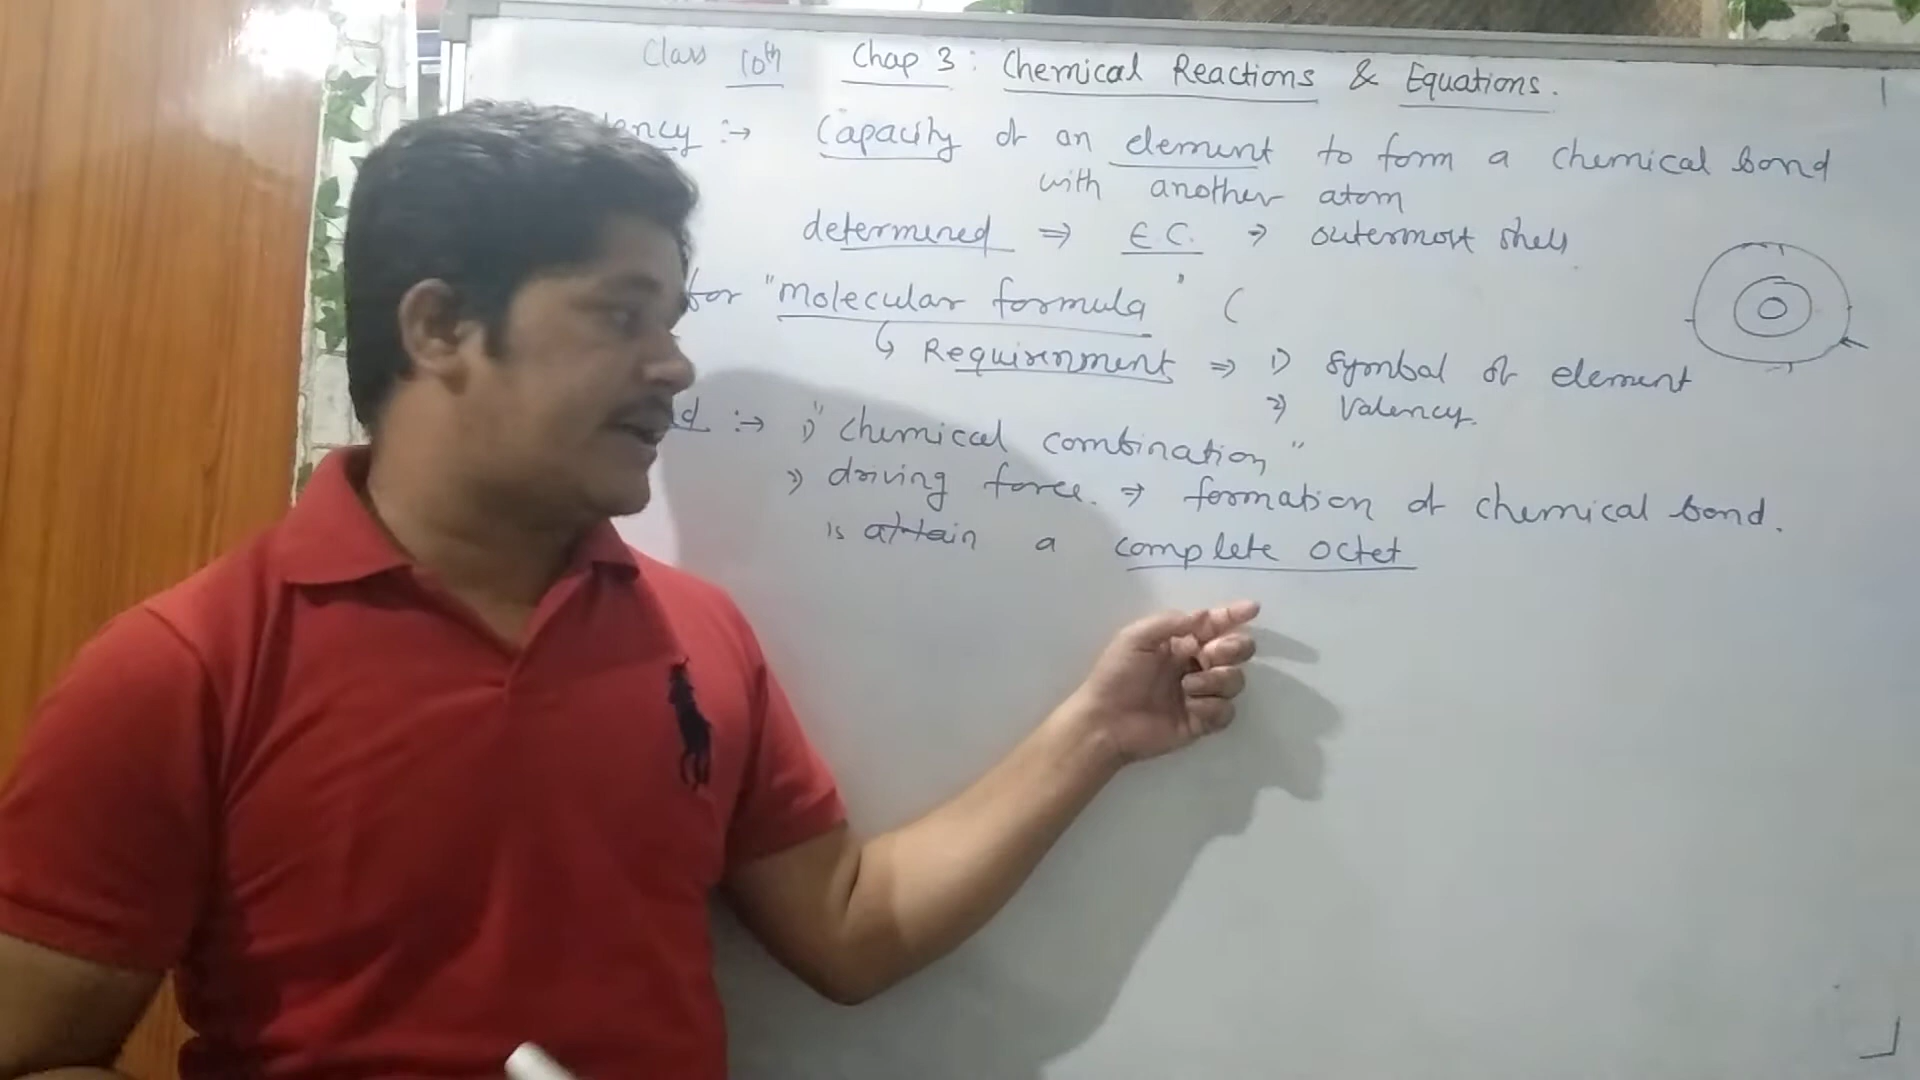 Class 10th Chap 3 : Chemical Reactions & Equations.
ency :→ Capacity of an element to form a chemical bond
with another atom
determined ⇒ E.C. → outermost shell
for "Molecular formula" (
↳ Requirenment ⇒ 1) symbol of element
2) Valency.
d :→ 1) "Chemical combination"
2) driving force. ⇒ formation of chemical bond.
is attain a complete octet